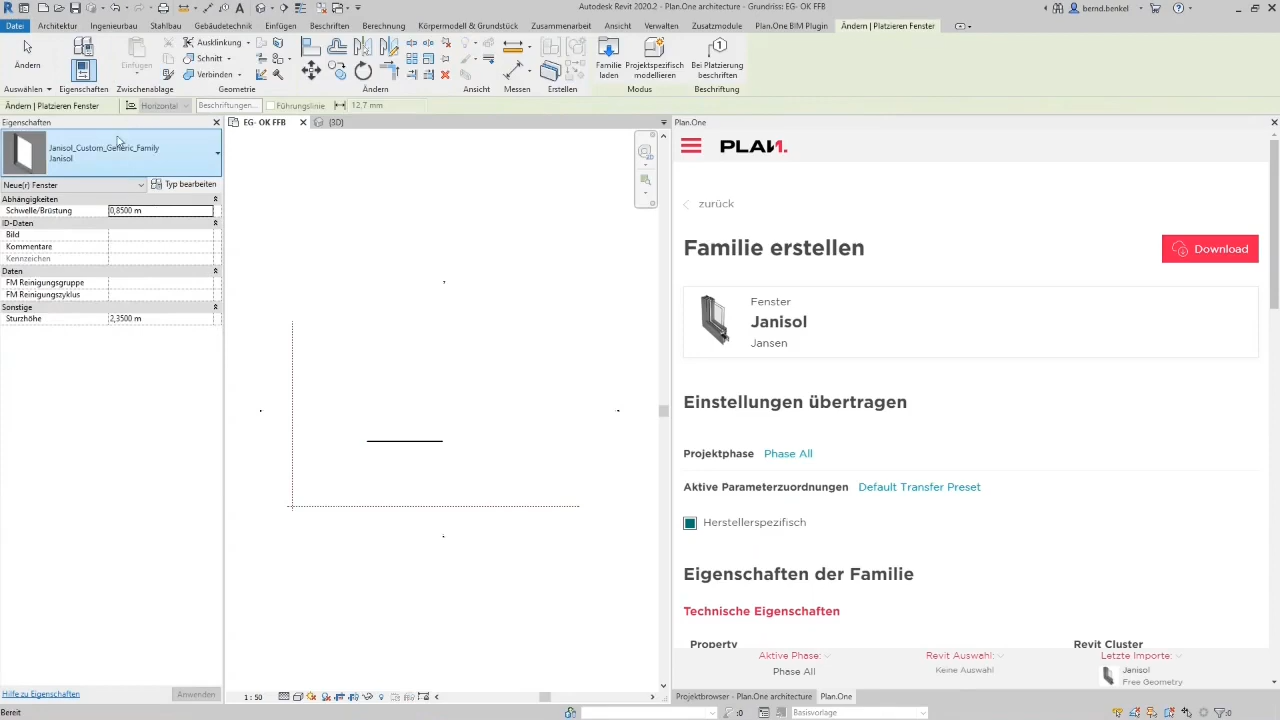 Autodesk Revit 2020.2 - Plan.One architecture - Grundriss: EG- OK FFB
bernd.benkel
Datei Architektur Ingenieurbau Stahlbau Vorgefertigte Elemente Gebäudetechnik Einfügen Beschriften Berechnung Körpermodell & Grundstück Zusammenarbeit Ansicht Verwalten Zusatzmodule Plan.One BIM Plugin Ändern | Platzieren Fenster
Ändern
Einfügen
Ausklinkung
Schnitt
Verbinden
Familie laden
Projektspezifisch modellieren
Bei Platzierung beschriften
Auswählen Eigenschaften Zwischenablage Geometrie Ändern Ansicht Messen Erstellen Modus Beschriftung
Ändern | Platzieren Fenster
Horizontal
Beschriftungen...
Führungslinie
12,7 mm
Eigenschaften
EG- OK FFB
{3D}
Plan.One
Janisol_Custom_Generic_Family
Janisol
Neue(r) Fenster
Typ bearbeiten
Abhängigkeiten
Schwelle/Brüstung 0,8500 m
ID-Daten
Bild
Kommentare
Kennzeichen
Daten
FM Reinigungsgruppe
FM Reinigungszyklus
Sonstige
Sturzhöhe 2,3500 m
PLAN1.
zurück
Familie erstellen
Download
Fenster
Janisol
Jansen
Einstellungen übertragen
Projektphase Phase All
Aktive Parameterzuordnungen Default Transfer Preset
Herstellerspezifisch
Eigenschaften der Familie
Technische Eigenschaften
Property Revit Cluster
Aktive Phase: Revit Auswahl: Letzte Importe:
Phase All Keine Auswahl Janisol
Free Geometry
Hilfe zu Eigenschaften
Anwenden
1 : 50
Projektbrowser - Plan.One architecture Plan.One
Bereit
:0
Basisvorlage
:0